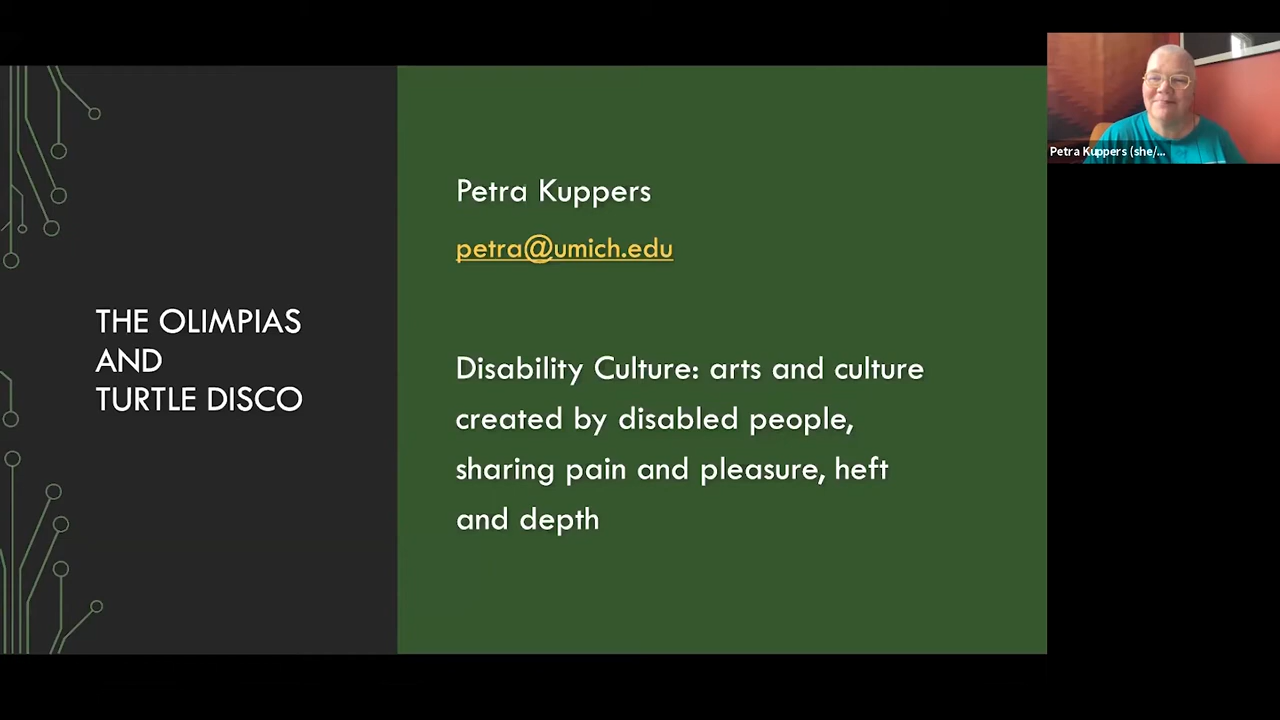 THE OLIMPIAS
AND
TURTLE DISCO
Petra Kuppers
petra@umich.edu
Disability Culture: arts and culture
created by disabled people,
sharing pain and pleasure, heft
and depth
Petra Kuppers (she/...